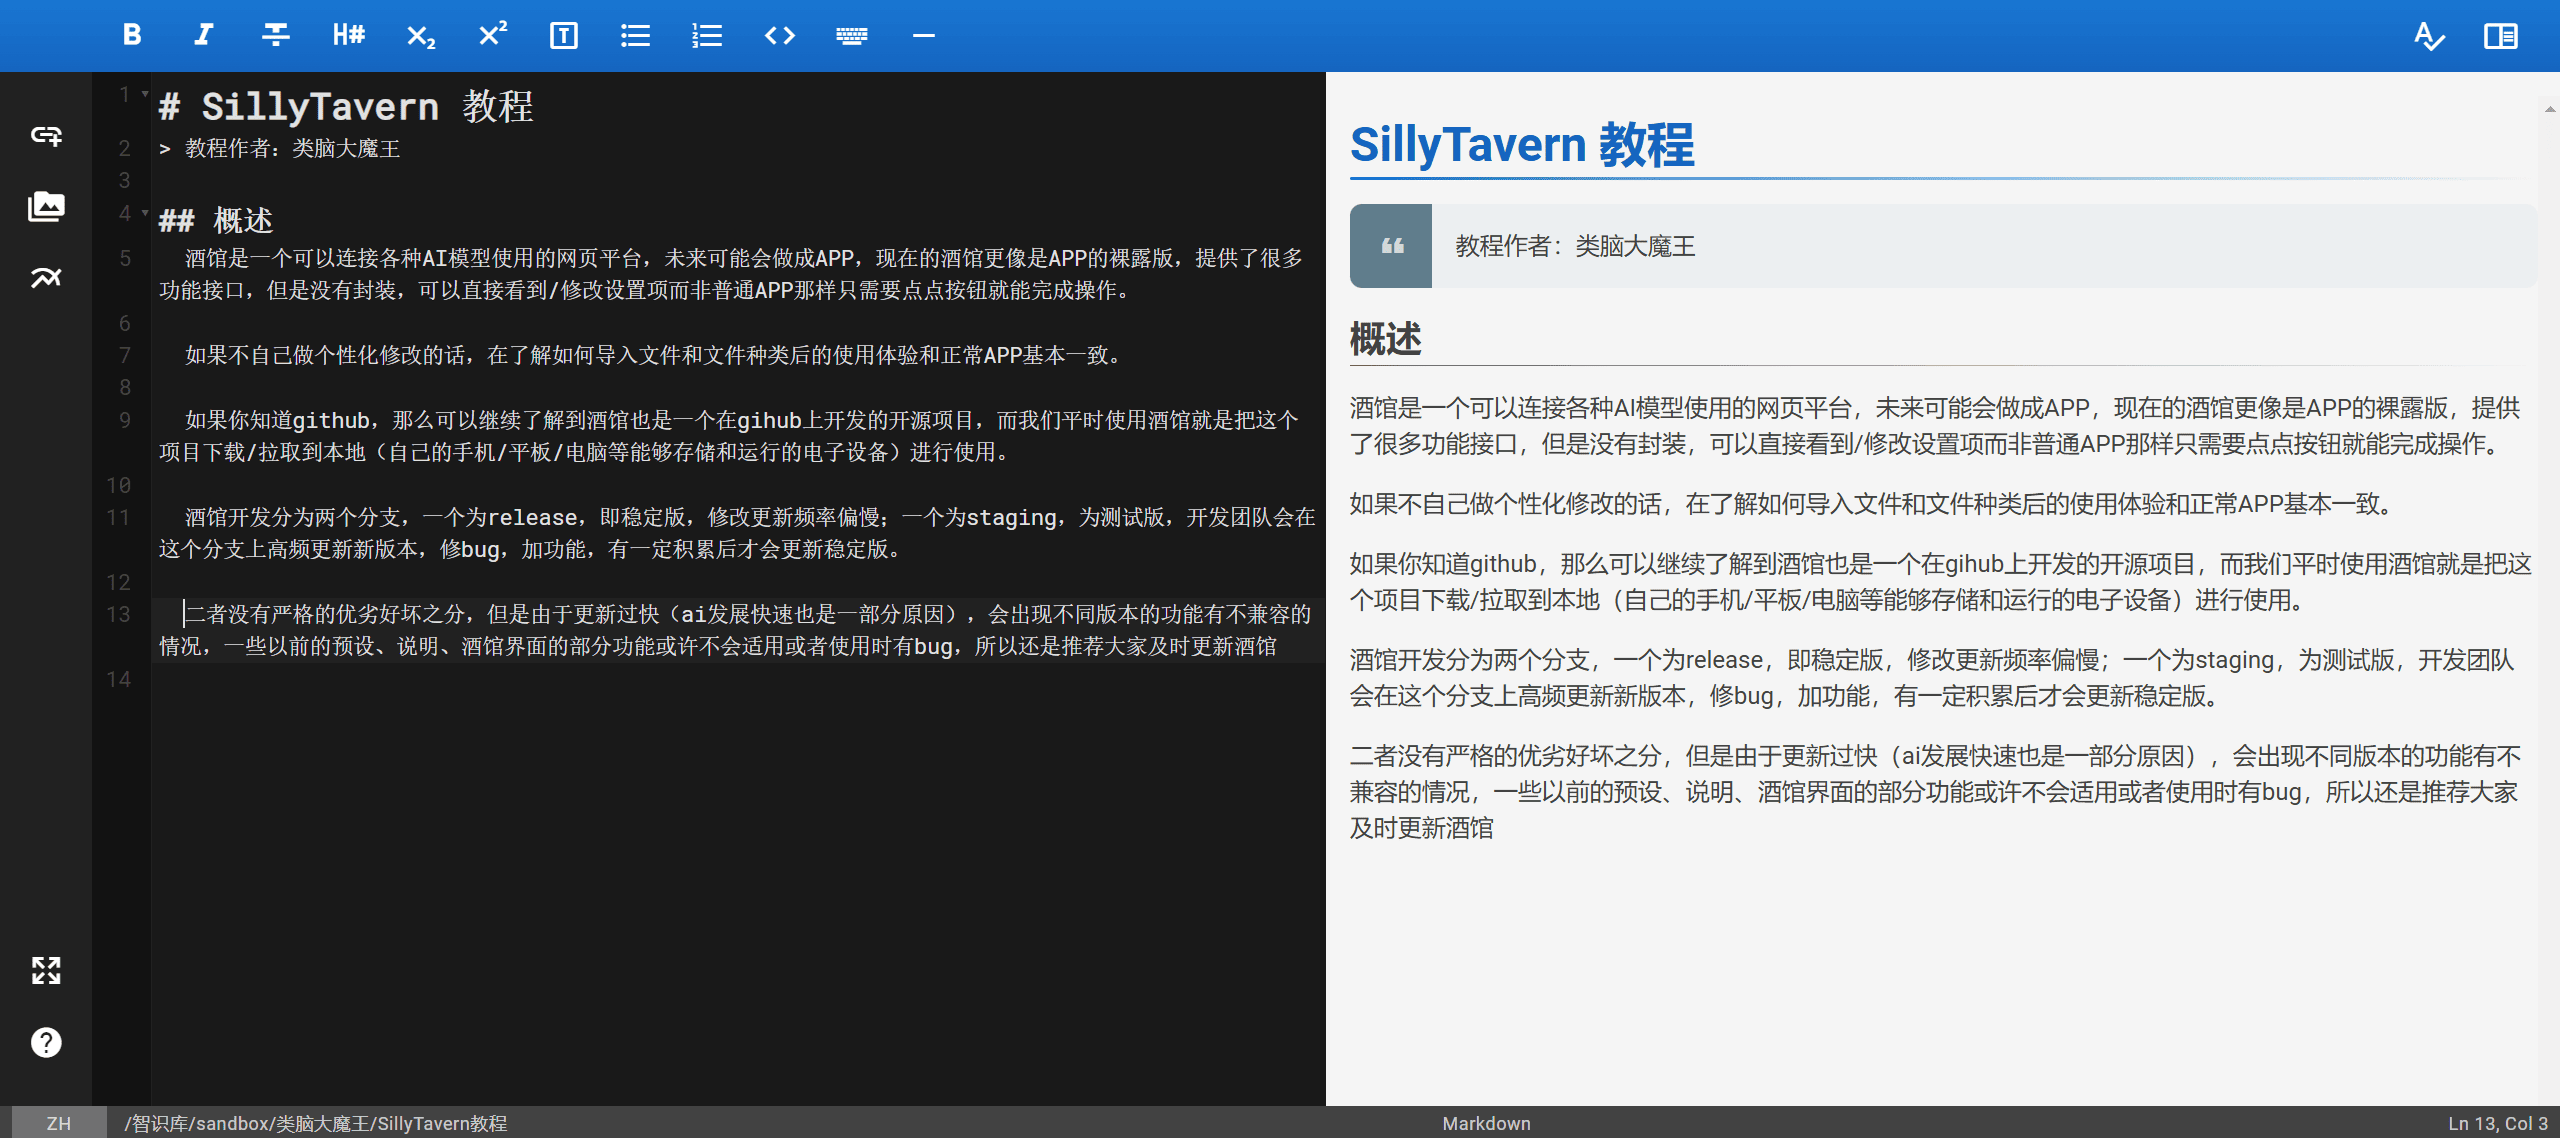 B I H# X₂ X² T
1 # SillyTavern 教程
2 > 教程作者：类脑大魔王
3
4 ## 概述
5 酒馆是一个可以连接各种AI模型使用的网页平台，未来可能会做成APP，现在的酒馆更像是APP的裸露版，提供了很多
功能接口，但是没有封装，可以直接看到/修改设置项而非普通APP那样只需要点点按钮就能完成操作。
6
7 如果不自己做个性化修改的话，在了解如何导入文件和文件种类后的使用体验和正常APP基本一致。
8
9 如果你知道github，那么可以继续了解到酒馆也是一个在gihub上开发的开源项目，而我们平时使用酒馆就是把这个
项目下载/拉取到本地（自己的手机/平板/电脑等能够存储和运行的电子设备）进行使用。
10
11 酒馆开发分为两个分支，一个为release，即稳定版，修改更新频率偏慢；一个为staging，为测试版，开发团队会在
这个分支上高频更新新版本，修bug，加功能，有一定积累后才会更新稳定版。
12
13 二者没有严格的优劣好坏之分，但是由于更新过快（ai发展快速也是一部分原因），会出现不同版本的功能有不兼容的
情况，一些以前的预设、说明、酒馆界面的部分功能或许不会适用或者使用时有bug，所以还是推荐大家及时更新酒馆
14
SillyTavern 教程
教程作者：类脑大魔王
概述
酒馆是一个可以连接各种AI模型使用的网页平台，未来可能会做成APP，现在的酒馆更像是APP的裸露版，提供
了很多功能接口，但是没有封装，可以直接看到/修改设置项而非普通APP那样只需要点点按钮就能完成操作。
如果不自己做个性化修改的话，在了解如何导入文件和文件种类后的使用体验和正常APP基本一致。
如果你知道github，那么可以继续了解到酒馆也是一个在gihub上开发的开源项目，而我们平时使用酒馆就是把这
个项目下载/拉取到本地（自己的手机/平板/电脑等能够存储和运行的电子设备）进行使用。
酒馆开发分为两个分支，一个为release，即稳定版，修改更新频率偏慢；一个为staging，为测试版，开发团队
会在这个分支上高频更新新版本，修bug，加功能，有一定积累后才会更新稳定版。
二者没有严格的优劣好坏之分，但是由于更新过快（ai发展快速也是一部分原因），会出现不同版本的功能有不
兼容的情况，一些以前的预设、说明、酒馆界面的部分功能或许不会适用或者使用时有bug，所以还是推荐大家
及时更新酒馆
ZH /智识库/sandbox/类脑大魔王/SillyTavern教程 Markdown Ln 13, Col 3